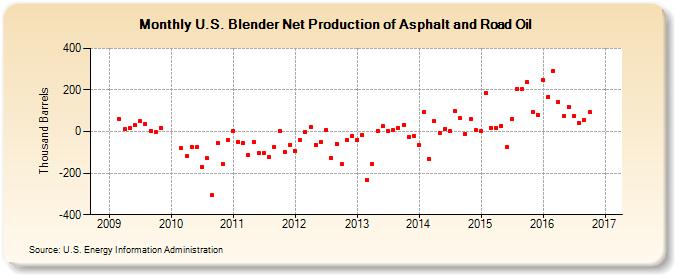 Monthly U.S. Blender Net Production of Asphalt and Road Oil
Thousand Barrels
400
200
0
-200
-400
2009 2010 2011 2012 2013 2014 2015 2016 2017
Source: U.S. Energy Information Administration